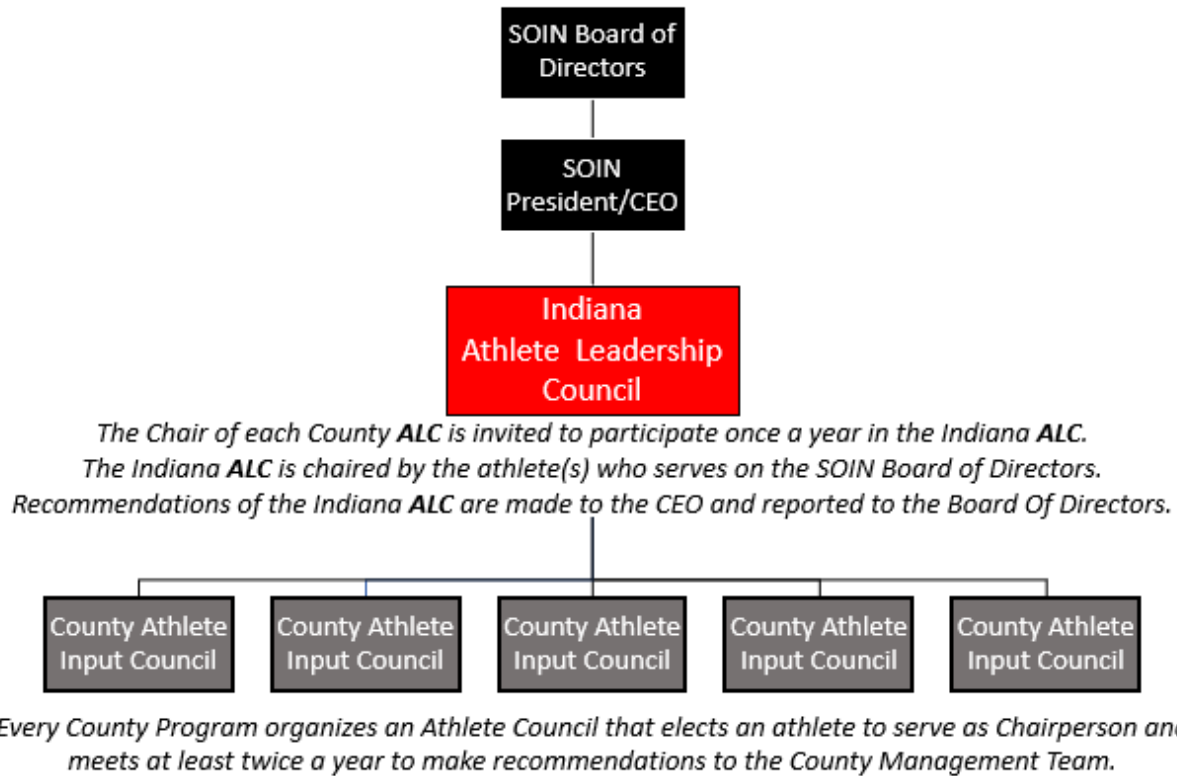 SOIN Board of
Directors
SOIN
President/CEO
Indiana
Athlete Leadership
Council
The Chair of each County ALC is invited to participate once a year in the Indiana ALC.
The Indiana ALC is chaired by the athlete(s) who serves on the SOIN Board of Directors.
Recommendations of the Indiana ALC are made to the CEO and reported to the Board Of Directors.
County Athlete
Input Council
County Athlete
Input Council
County Athlete
Input Council
County Athlete
Input Council
County Athlete
Input Council
Every County Program organizes an Athlete Council that elects an athlete to serve as Chairperson and
meets at least twice a year to make recommendations to the County Management Team.